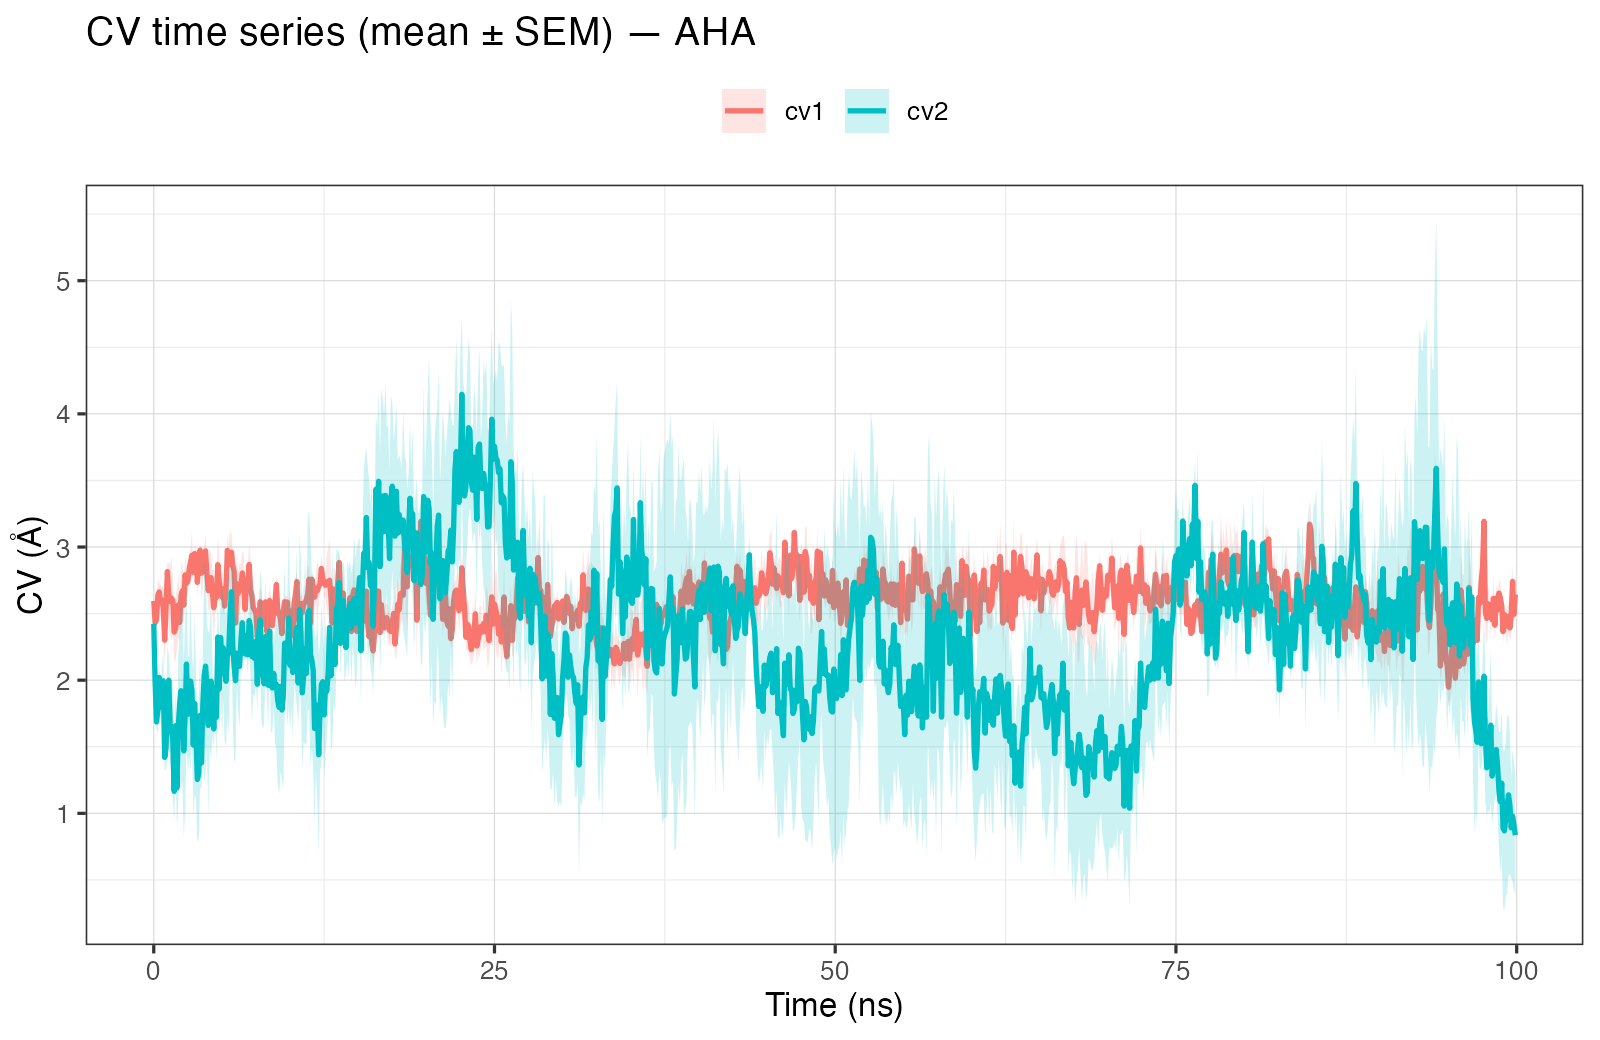 CV time series (mean ± SEM) — AHA
cv1 cv2
CV (Å)
5
4
3
2
1
0 25 50 75 100
Time (ns)